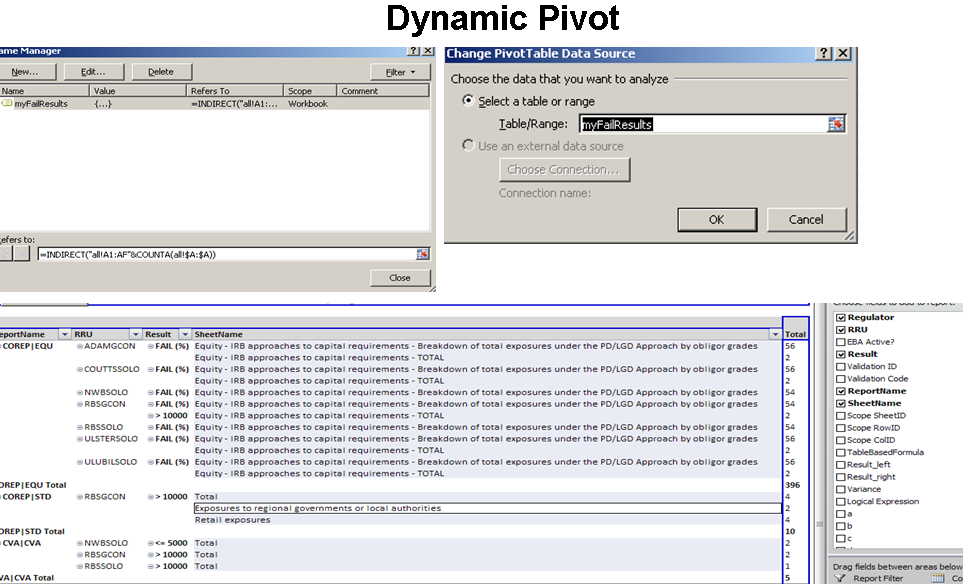 Dynamic Pivot
ame Manager
New... Edit... Delete Filter
Name Value Refers To Scope Comment
myFailResults {...} =INDIRECT("all!A1:... Workbook
efers to:
=INDIRECT("all!A1:AF"&COUNTA(all!$A:$A))
Close
Change PivotTable Data Source
Choose the data that you want to analyze
Select a table or range
Table/Range: myFailResults
Use an external data source
Choose Connection...
Connection name:
OK Cancel
eportName RRU Result SheetName Total
COREP|EQU ADAMGCON FAIL (%) Equity - IRB approaches to capital requirements - Breakdown of total exposures under the PD/LGD Approach by obligor grades 56
Equity - IRB approaches to capital requirements - TOTAL 2
COUTTSSOLO FAIL (%) Equity - IRB approaches to capital requirements - Breakdown of total exposures under the PD/LGD Approach by obligor grades 56
Equity - IRB approaches to capital requirements - TOTAL 2
NWBSOLO FAIL (%) Equity - IRB approaches to capital requirements - Breakdown of total exposures under the PD/LGD Approach by obligor grades 54
RBSGCON FAIL (%) Equity - IRB approaches to capital requirements - Breakdown of total exposures under the PD/LGD Approach by obligor grades 54
> 10000 Equity - IRB approaches to capital requirements - TOTAL 2
RBSSOLO FAIL (%) Equity - IRB approaches to capital requirements - Breakdown of total exposures under the PD/LGD Approach by obligor grades 54
ULSTERSOLO FAIL (%) Equity - IRB approaches to capital requirements - Breakdown of total exposures under the PD/LGD Approach by obligor grades 56
Equity - IRB approaches to capital requirements - TOTAL 2
ULUBILSOLO FAIL (%) Equity - IRB approaches to capital requirements - Breakdown of total exposures under the PD/LGD Approach by obligor grades 56
Equity - IRB approaches to capital requirements - TOTAL 2
OREP|EQU Total 396
COREP|STD RBSGCON > 10000 Total 4
Exposures to regional governments or local authorities 2
Retail exposures 4
OREP|STD Total 10
CVA|CVA NWBSOLO <= 5000 Total 2
RBSGCON > 10000 Total 2
RBSSOLO > 10000 Total 1
VA|CVA Total 5
Choose fields to add to report:
Regulator
RRU
EBA Active?
Result
Validation ID
Validation Code
ReportName
SheetName
Scope SheetID
Scope RowID
Scope ColID
TableBasedFormula
Result_left
Result_right
Variance
Logical Expression
a
b
c
Drag fields between areas below
Report Filter Co